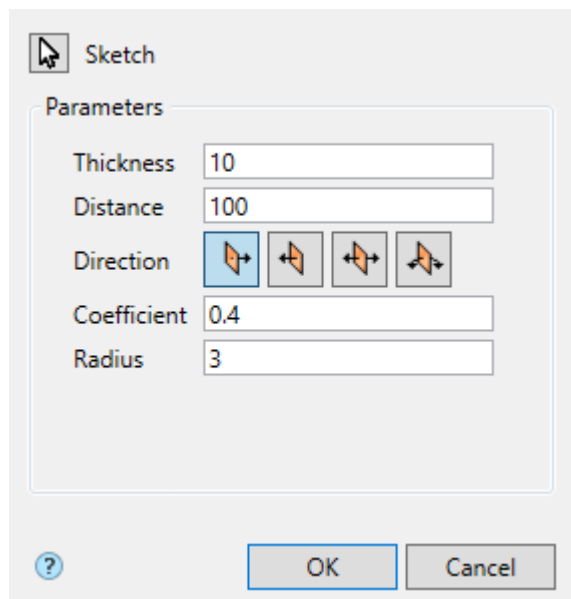 Sketch
Parameters
Thickness 10
Distance 100
Direction
Coefficient 0.4
Radius 3
?
OK Cancel